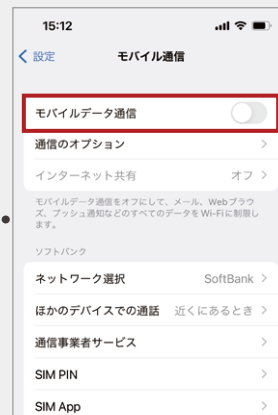 15:12
設定
モバイル通信
モバイルデータ通信
通信のオプション
インターネット共有 オフ
モバイルデータ通信をオフにして、メール、Webブラウ
ズ、プッシュ通知などのすべてのデータをWi-Fiに制限し
ます。
ソフトバンク
ネットワーク選択 SoftBank
ほかのデバイスでの通話 近くにあるとき
通信事業者サービス
SIM PIN
SIM App